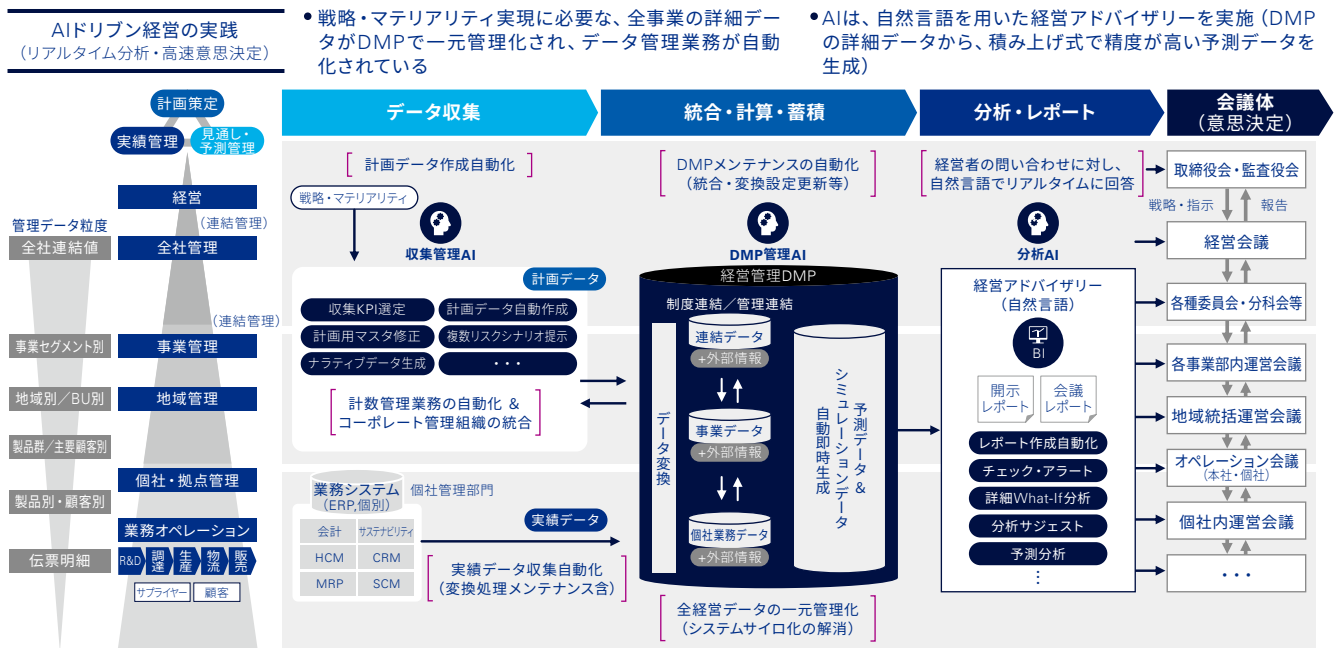 AIドリブン経営の実践
（リアルタイム分析・高速意思決定）
● 戦略・マテリアリティ実現に必要な、全事業の詳細デー
タがDMPで一元管理化され、データ管理業務が自動
化されている
● AIは、自然言語を用いた経営アドバイザリーを実施（DMP
の詳細データから、積み上げ式で精度が高い予測データを
生成）
計画策定
実績管理
見通し・
予測管理
経営
（連結管理）
管理データ粒度
全社連結値
全社管理
（連結管理）
事業セグメント別
事業管理
地域別／BU別
地域管理
製品群／主要顧客別
個社・拠点管理
製品別・顧客別
業務オペレーション
伝票明細
R&D
調達
生産
物流
販売
サプライヤー
顧客
データ収集
計画データ作成自動化
戦略・マテリアリティ
収集管理AI
計画データ
収集KPI選定
計画データ自動作成
計画用マスタ修正
複数リスクシナリオ提示
ナラティブデータ生成
・・・
計数管理業務の自動化 ＆
コーポレート管理組織の統合
業務システム
（ERP,個別）
個社管理部門
会計
サステナビリティ
HCM
CRM
MRP
SCM
実績データ
実績データ収集自動化
（変換処理メンテナンス含）
統合・計算・蓄積
DMPメンテナンスの自動化
（統合・変換設定更新等）
DMP管理AI
経営管理DMP
制度連結／管理連結
データ変換
連結データ
+外部情報
事業データ
+外部情報
個社業務データ
+外部情報
予測データ＆
シミュレーションデータ
自動即時生成
全経営データの一元管理化
（システムサイロ化の解消）
分析・レポート
経営者の問い合わせに対し、
自然言語でリアルタイムに回答
分析AI
経営アドバイザリー
（自然言語）
BI
開示
レポート
会議
レポート
レポート作成自動化
チェック・アラート
詳細What-If分析
分析サジェスト
予測分析
⋮
会議体
（意思決定）
取締役会・監査役会
戦略・指示
報告
経営会議
各種委員会・分科会等
各事業部内運営会議
地域統括運営会議
オペレーション会議
（本社・個社）
個社内運営会議
・・・